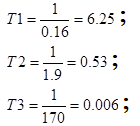 T1 = 1/0.16 = 6.25 ;
T2 = 1/1.9 = 0.53 ;
T3 = 1/170 = 0.006 ;